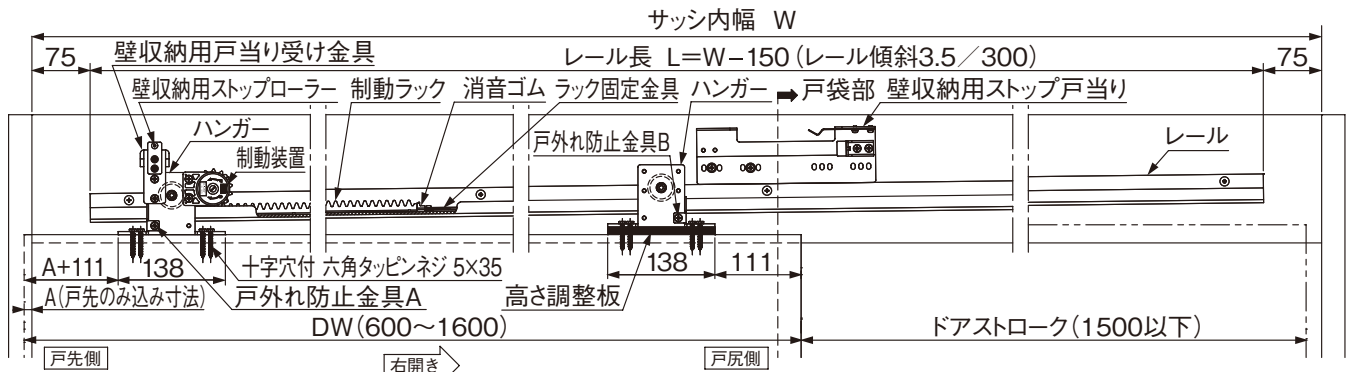 サッシ内幅 W
75
レール長 L=W−150(レール傾斜3.5／300)
75
壁収納用戸当り受け金具
壁収納用ストップローラー
制動ラック
消音ゴム
ラック固定金具
ハンガー
戸袋部
壁収納用ストップ戸当り
ハンガー
制動装置
戸外れ防止金具B
レール
A+111
138
十字穴付 六角タッピンネジ 5×35
138
111
A(戸先のみ込み寸法)
戸外れ防止金具A
高さ調整板
DW(600〜1600)
ドアストローク(1500以下)
戸先側
右開き
戸尻側